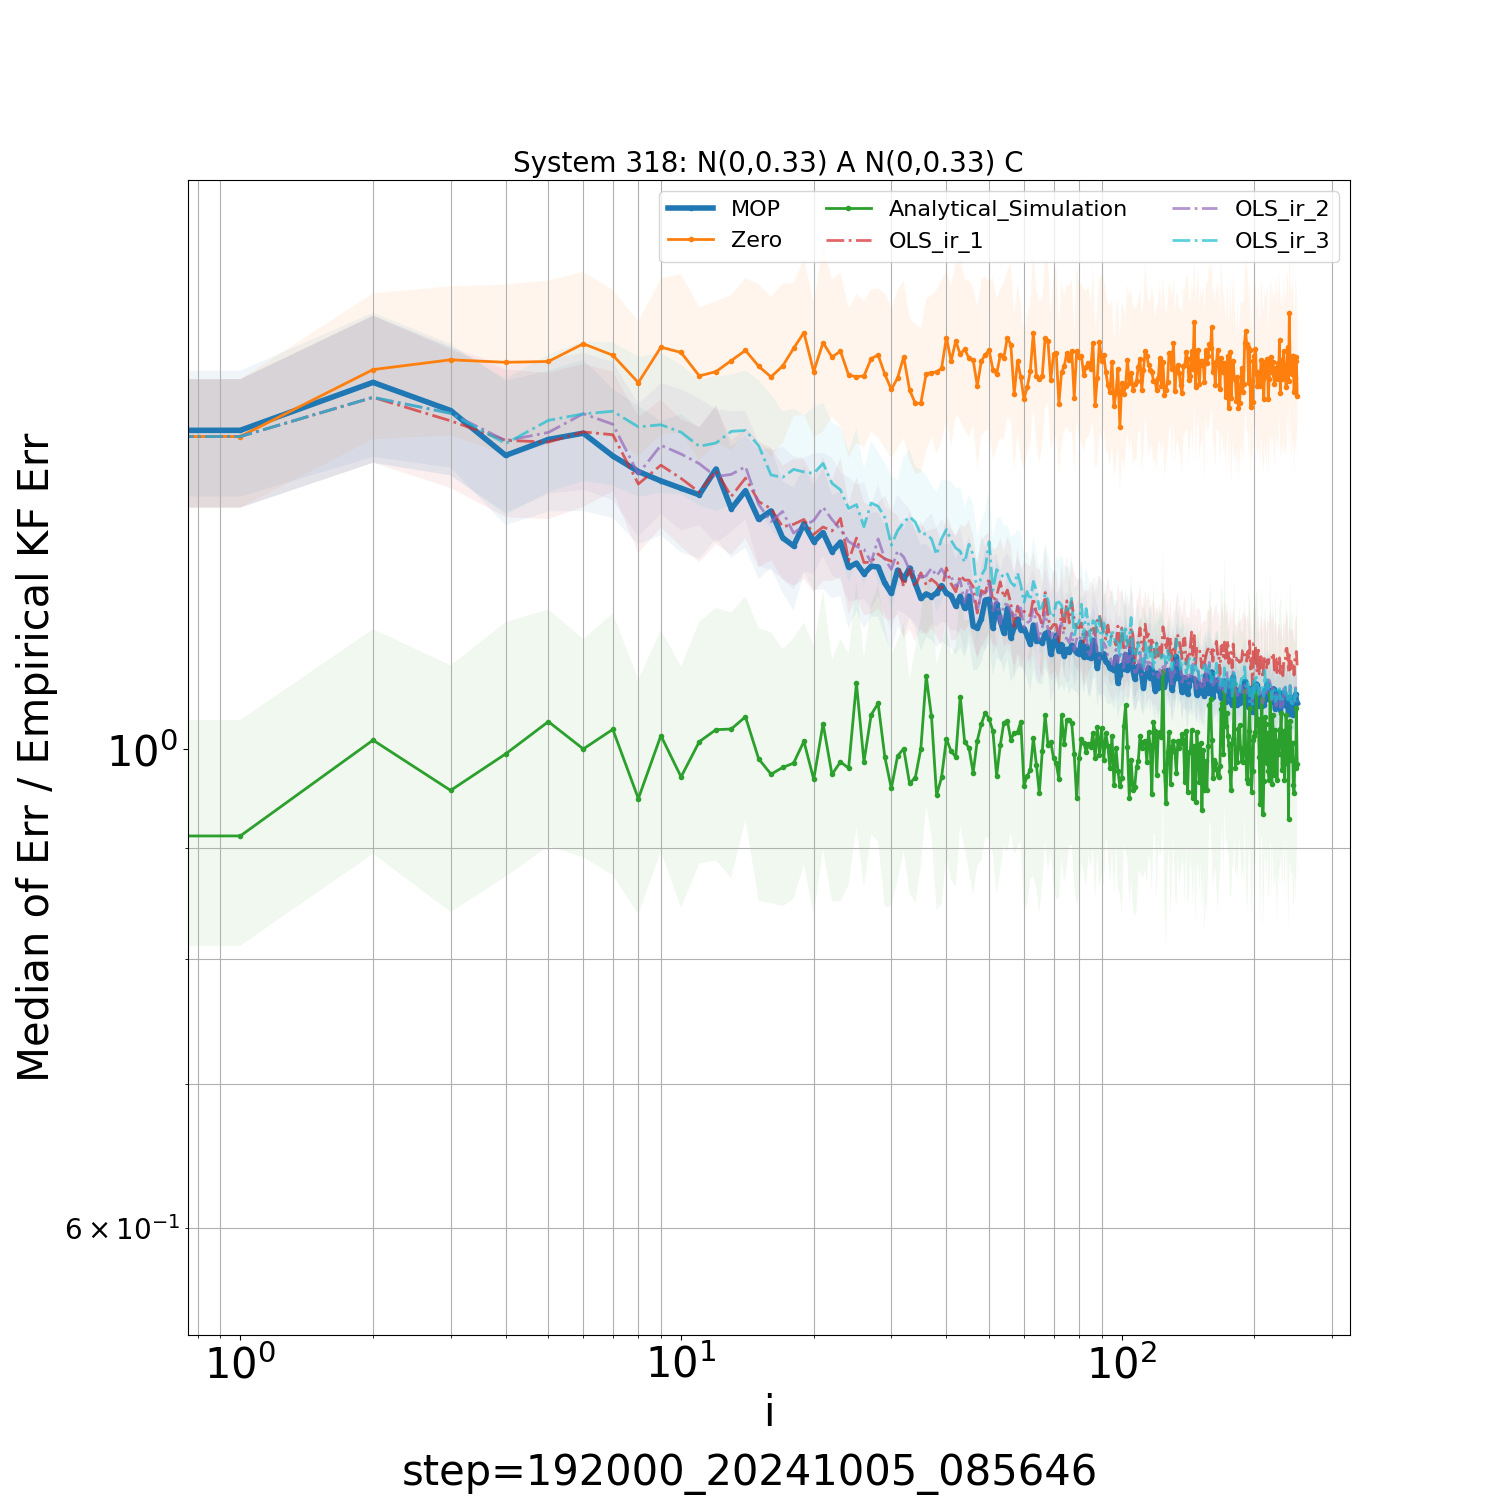 System 318: N(0,0.33) A N(0,0.33) C
MOP
Zero
Analytical_Simulation
OLS_ir_1
OLS_ir_2
OLS_ir_3
Median of Err / Empirical KF Err
10⁰
6 × 10⁻¹
10⁰ 10¹ 10²
i
step=192000_20241005_085646